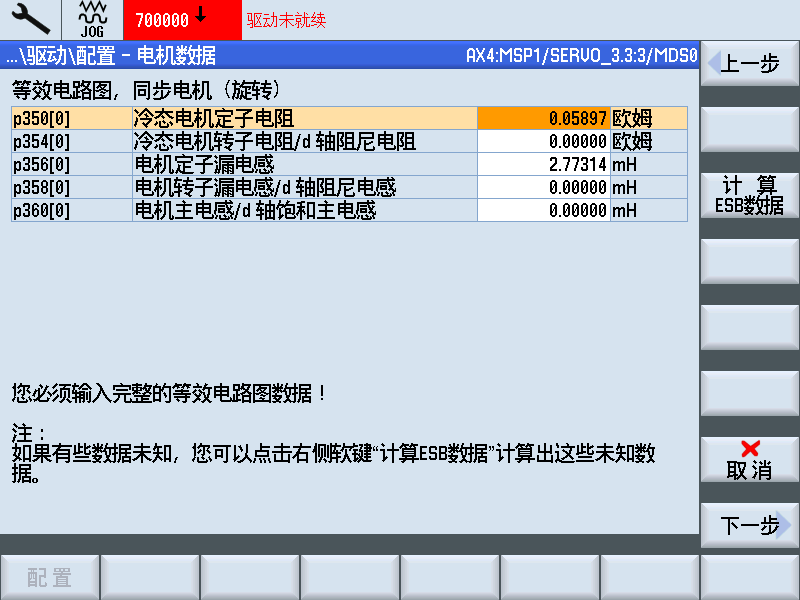 JOG
700000 ↓
驱动未就续
...\驱动\配置 - 电机数据
AX4:MSP1/SERVO_3.3:3/MDS0
上一步
等效电路图，同步电机（旋转）
p350[0] 冷态电机定子电阻 0.05897 欧姆
p354[0] 冷态电机转子电阻/d 轴阻尼电阻 0.00000 欧姆
p356[0] 电机定子漏电感 2.77314 mH
p358[0] 电机转子漏电感/d 轴阻尼电感 0.00000 mH
p360[0] 电机主电感/d 轴饱和主电感 0.00000 mH
计 算
ESB数据
您必须输入完整的等效电路图数据！
注：
如果有些数据未知，您可以点击右侧软键“计算ESB数据”计算出这些未知数
据。
取 消
下一步
配 置